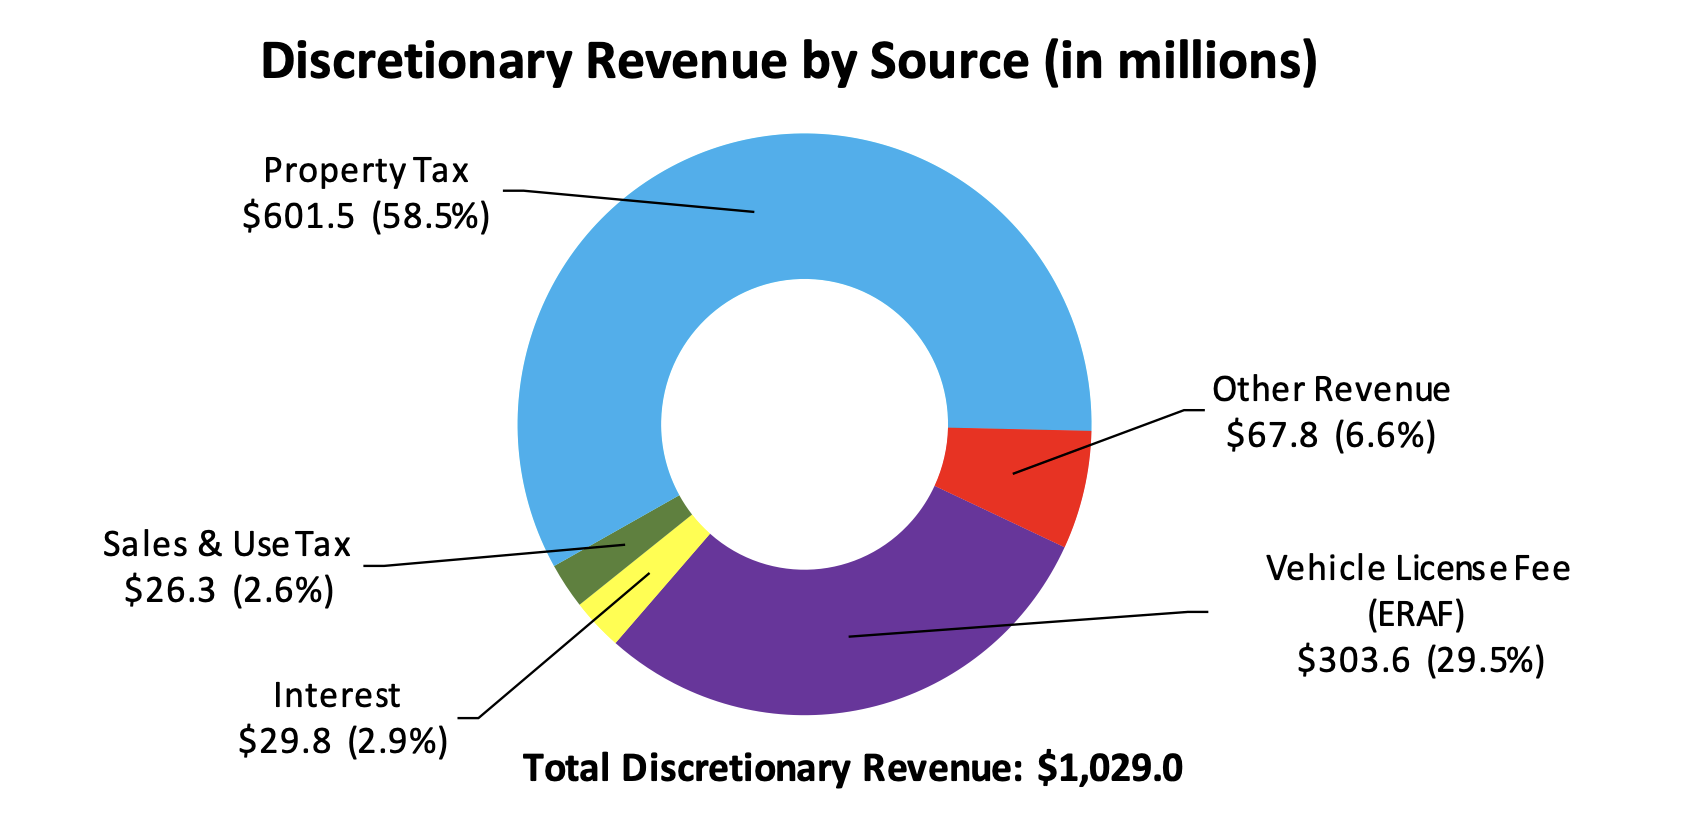 Discretionary Revenue by Source (in millions)
Property Tax
$601.5 (58.5%)
Other Revenue
$67.8 (6.6%)
Sales & Use Tax
$26.3 (2.6%)
Vehicle License Fee
(ERAF)
$303.6 (29.5%)
Interest
$29.8 (2.9%)
Total Discretionary Revenue: $1,029.0